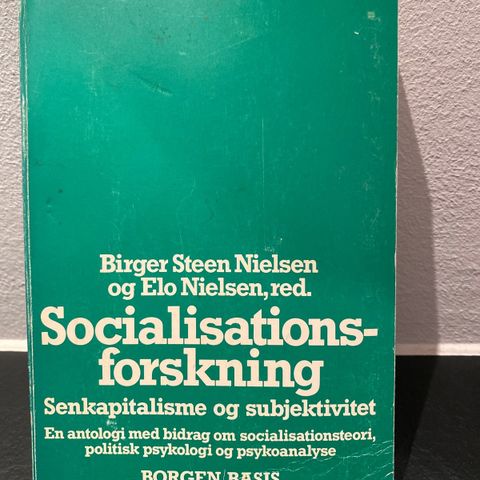 Birger Steen Nielsen
og Elo Nielsen, red.
Socialisations-
forskning
Senkapitalisme og subjektivitet
En antologi med bidrag om socialisationsteori,
politisk psykologi og psykoanalyse
BORGEN/BASIS